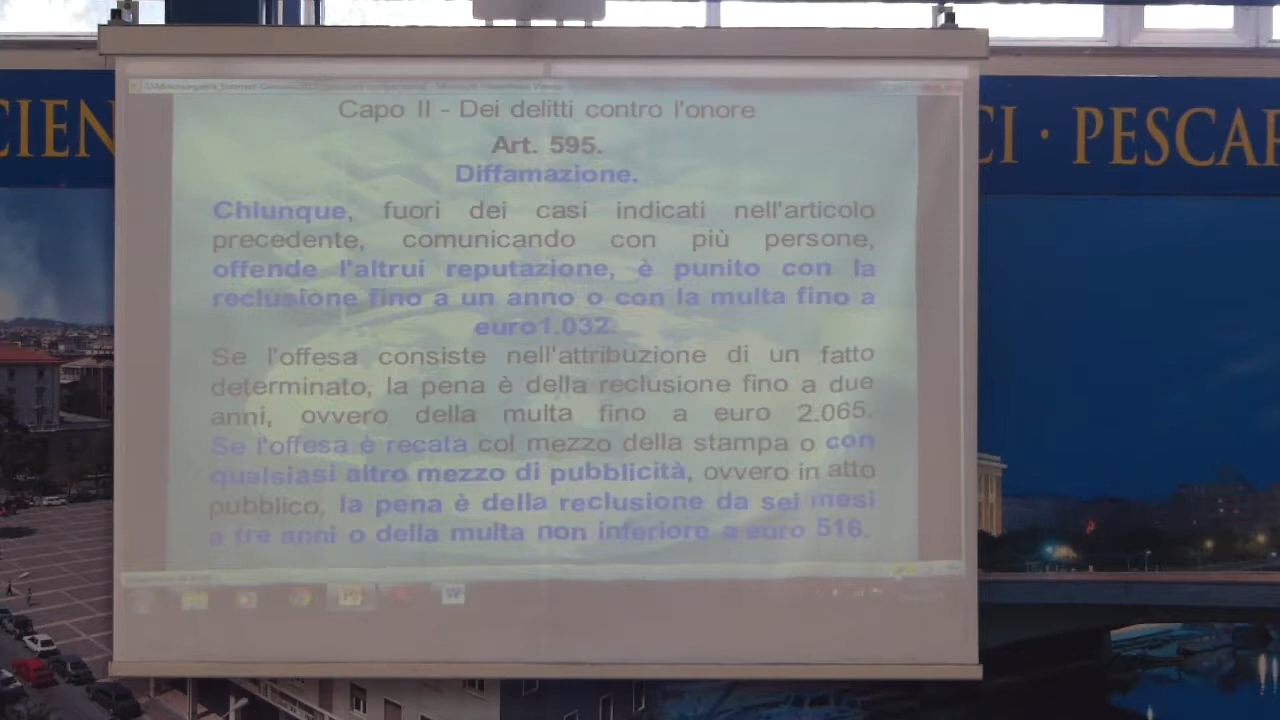 Capo II - Dei delitti contro l'onore
Art. 595.
Diffamazione.
Chiunque, fuori dei casi indicati nell'articolo
precedente, comunicando con più persone,
offende l'altrui reputazione, è punito con la
reclusione fino a un anno o con la multa fino a
euro1.032.
Se l'offesa consiste nell'attribuzione di un fatto
determinato, la pena è della reclusione fino a due
anni, ovvero della multa fino a euro 2.065.
Se l'offesa è recata col mezzo della stampa o con
qualsiasi altro mezzo di pubblicità, ovvero in atto
pubblico, la pena è della reclusione da sei mesi
a tre anni o della multa non inferiore a euro 516.
CIEN
CI · PESCAR